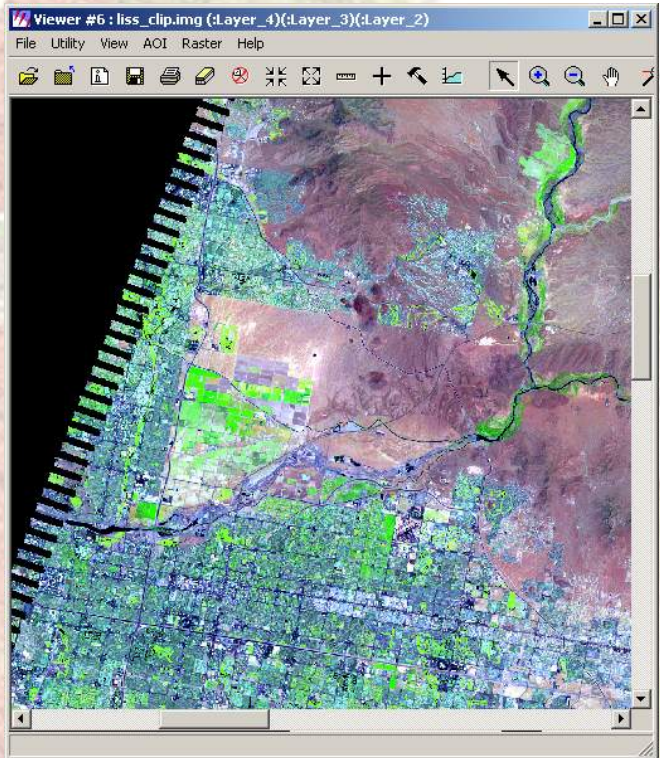 Viewer #6 : liss_clip.img (:Layer_4)(:Layer_3)(:Layer_2)
File Utility View AOI Raster Help